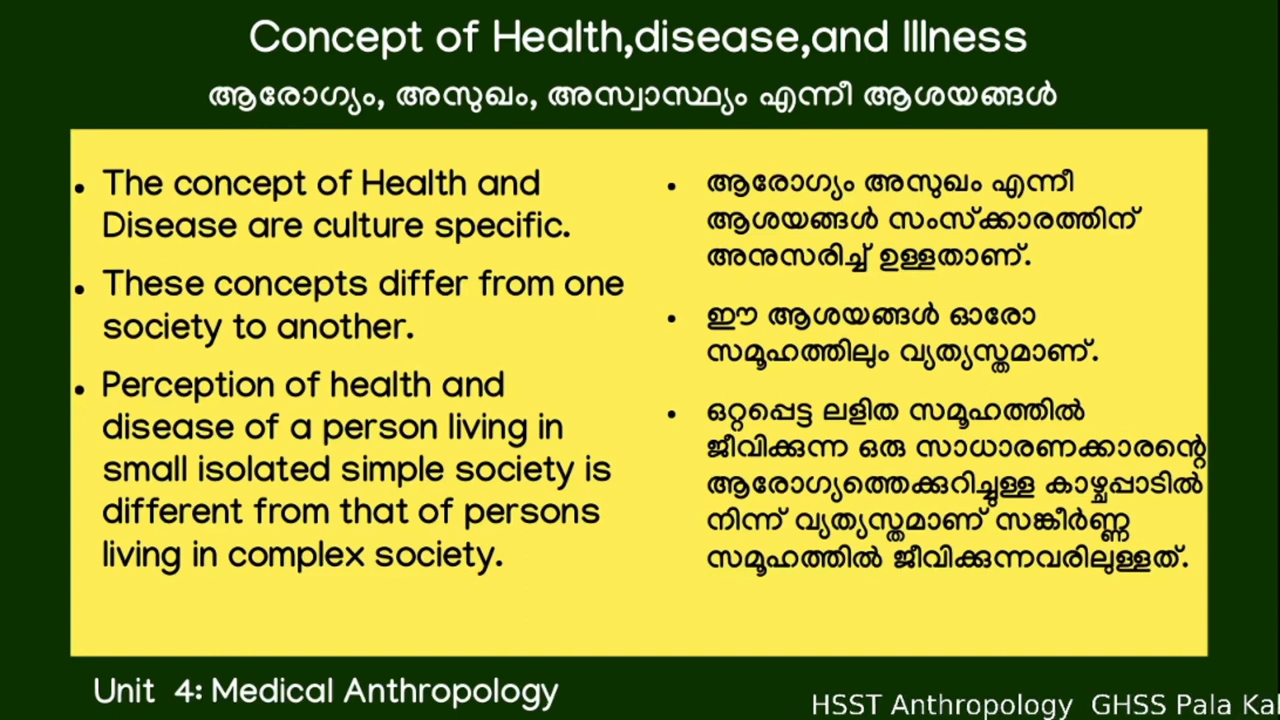 Concept of Health,disease,and Illness
ആരോഗ്യം, അസുഖം, അസ്വാസ്ഥ്യം എന്നീ ആശയങ്ങൾ
• The concept of Health and
Disease are culture specific.
• These concepts differ from one
society to another.
• Perception of health and
disease of a person living in
small isolated simple society is
different from that of persons
living in complex society.
• ആരോഗ്യം അസുഖം എന്നീ
ആശയങ്ങൾ സംസ്ക്കാരത്തിന്
അനുസരിച്ച് ഉള്ളതാണ്.
• ഈ ആശയങ്ങൾ ഓരോ
സമൂഹത്തിലും വ്യത്യസ്തമാണ്.
• ഒറ്റപ്പെട്ട ലളിത സമൂഹത്തിൽ
ജീവിക്കുന്ന ഒരു സാധാരണക്കാരന്റെ
ആരോഗ്യത്തെക്കുറിച്ചുള്ള കാഴ്ച്ചപ്പാടിൽ
നിന്ന് വ്യത്യസ്തമാണ് സങ്കീർണ്ണ
സമൂഹത്തിൽ ജീവിക്കുന്നവരിലുള്ളത്.
Unit 4: Medical Anthropology
HSST Anthropology GHSS Pala Ka